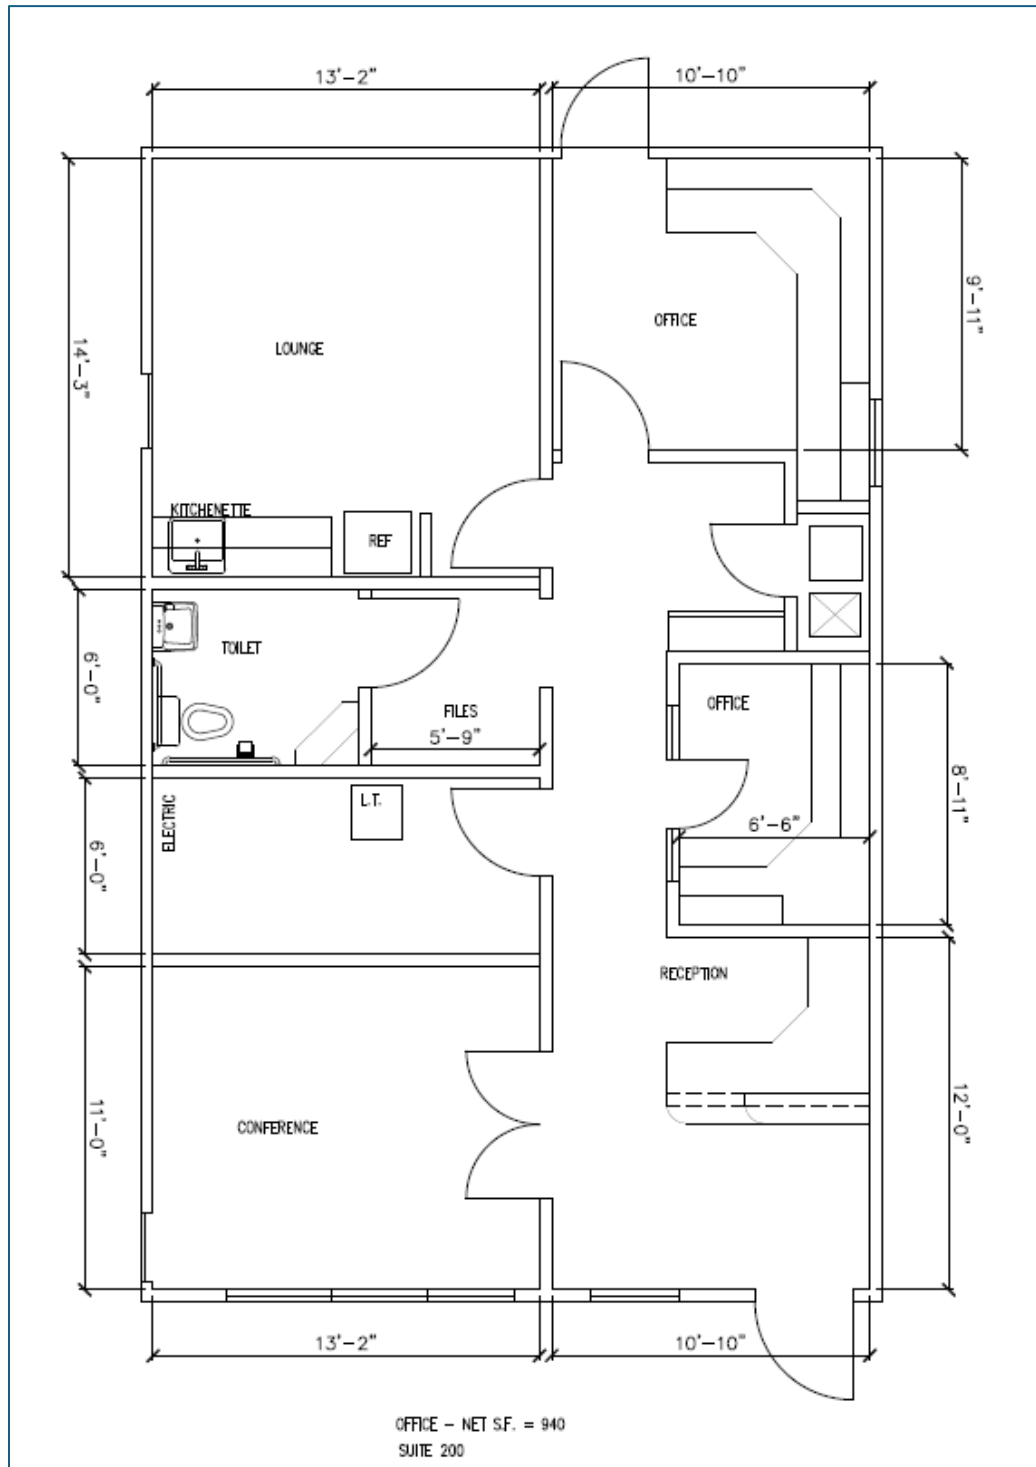 13'-2"
10'-10"
9'-11"
14'-3"
OFFICE
LOUNGE
KITCHENETTE
REF
TOILET
6'-0"
FILES
5'-9"
OFFICE
8'-11"
6'-6"
L.T.
ELECTRIC
6'-0"
RECEPTION
CONFERENCE
11'-0"
12'-0"
13'-2"
10'-10"
OFFICE - NET S.F. = 940
SUITE 200